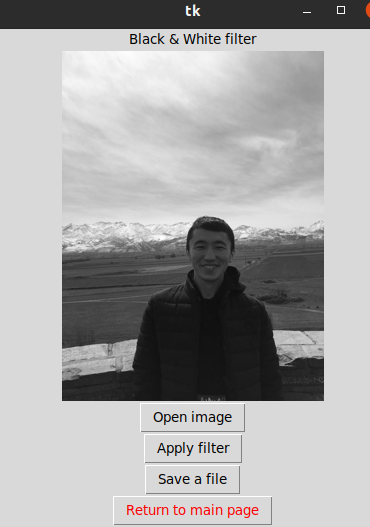 tk
Black & White filter
Open image
Apply filter
Save a file
Return to main page